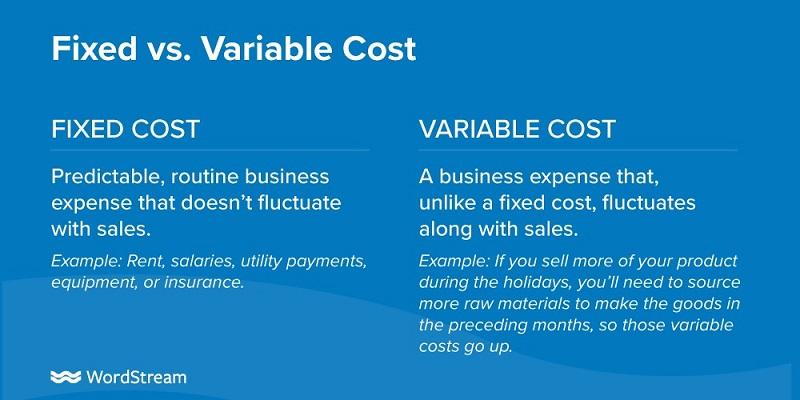 Fixed vs. Variable Cost
FIXED COST
Predictable, routine business
expense that doesn’t fluctuate
with sales.
Example: Rent, salaries, utility payments,
equipment, or insurance.
VARIABLE COST
A business expense that,
unlike a fixed cost, fluctuates
along with sales.
Example: If you sell more of your product
during the holidays, you’ll need to source
more raw materials to make the goods in
the preceding months, so those variable
costs go up.
WordStream